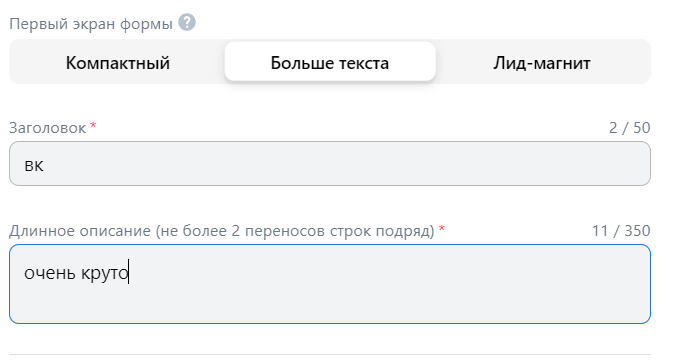 Первый экран формы ?
Компактный Больше текста Лид-магнит
Заголовок * 2 / 50
вк
Длинное описание (не более 2 переносов строк подряд) * 11 / 350
очень круто